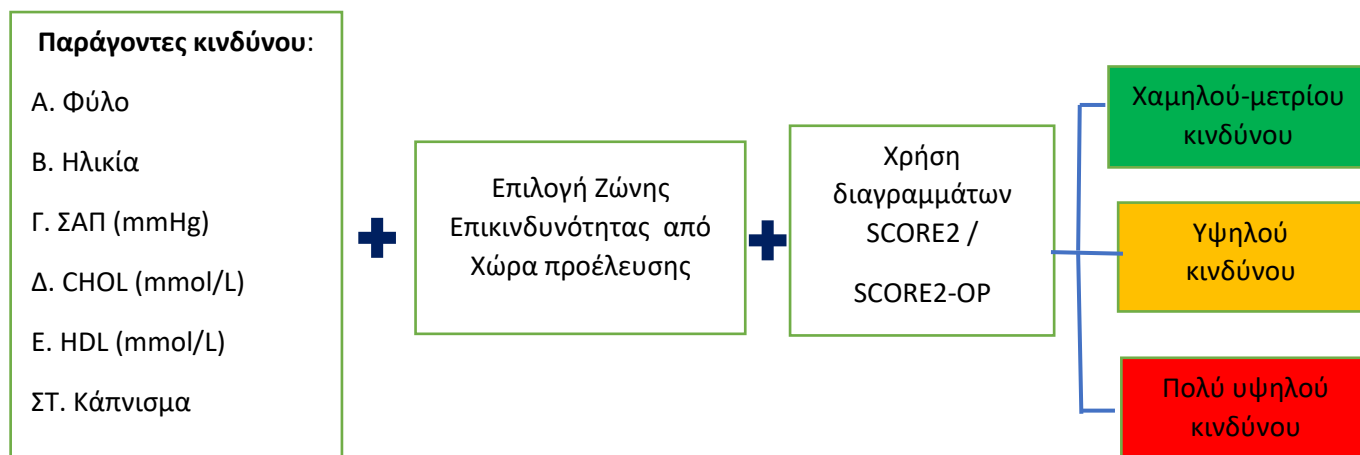 Παράγοντες κινδύνου:
Α. Φύλο
Β. Ηλικία
Γ. ΣΑΠ (mmHg)
Δ. CHOL (mmol/L)
Ε. HDL (mmol/L)
ΣΤ. Κάπνισμα
Επιλογή Ζώνης
Επικινδυνότητας από
Χώρα προέλευσης
Χρήση
διαγραμμάτων
SCORE2 /
SCORE2-OP
Χαμηλού-μετρίου
κινδύνου
Υψηλού
κινδύνου
Πολύ υψηλού
κινδύνου